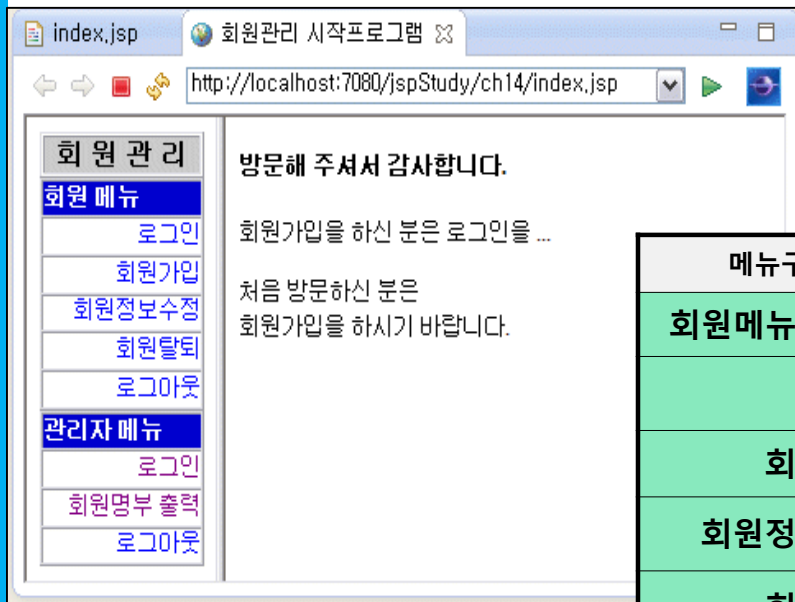 index.jsp
회원관리 시작프로그램
http://localhost:7080/jspStudy/ch14/index.jsp
회 원 관 리
회원 메뉴
로그인
회원가입
회원정보수정
회원탈퇴
로그아웃
관리자 메뉴
로그인
회원명부 출력
로그아웃
방문해 주셔서 감사합니다.
회원가입을 하신 분은 로그인을 ...
처음 방문하신 분은
회원가입을 하시기 바랍니다.
메뉴
회원메뉴
회
회원정